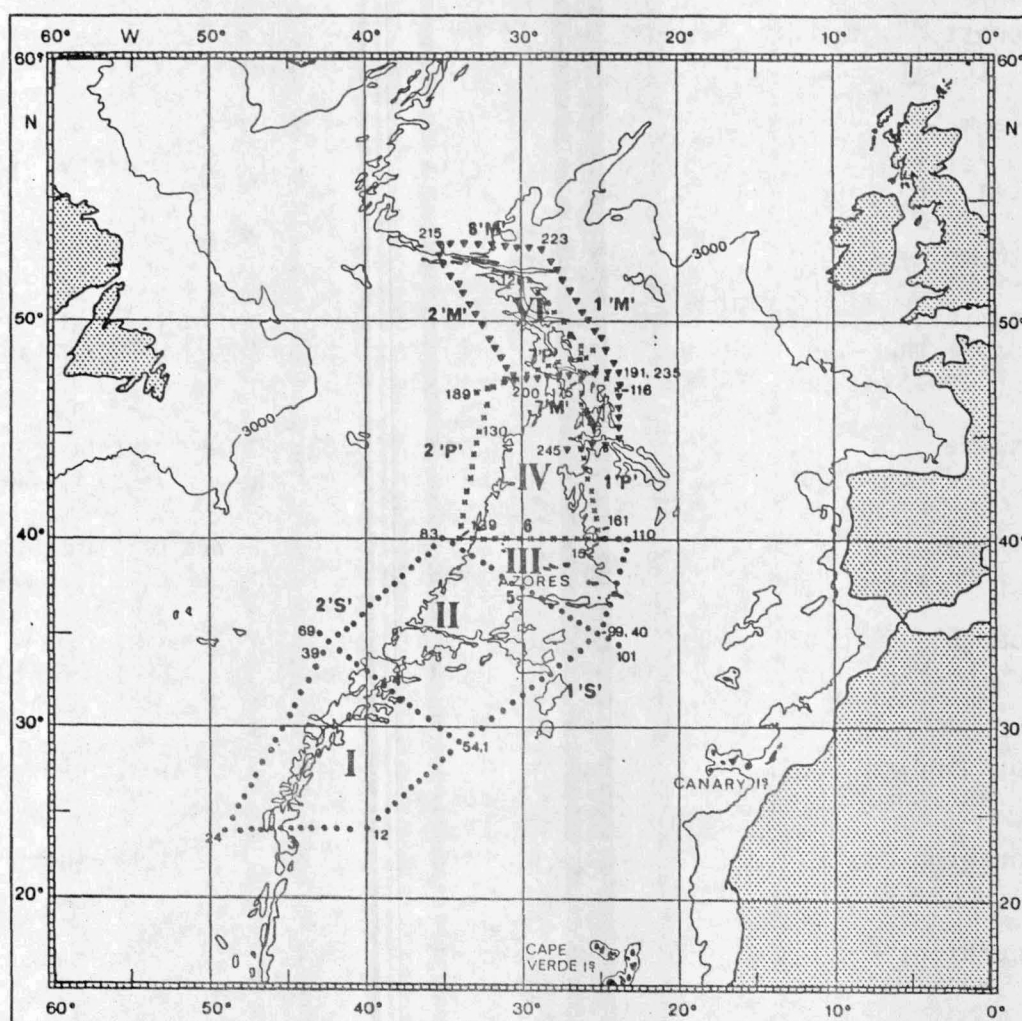 60° W 50° 40° 30° 20° 10° 0°
60° 60°
N N
215 8'M' 223
3000
VI
2'M' 1'M'
50° 50°
191, 235
200
116
189
7'M'
3000
130
2'P' 245
IV 1'P'
161
83 6 110
40° 40°
III
AZORES
5
2'S' II
69 99, 40
39 101
1'S'
30° 30°
54,1
I
CANARY Iˢ
24 12
20° 20°
CAPE
VERDE Iˢ
60° W 50° 40° 30° 20° 10° 0°